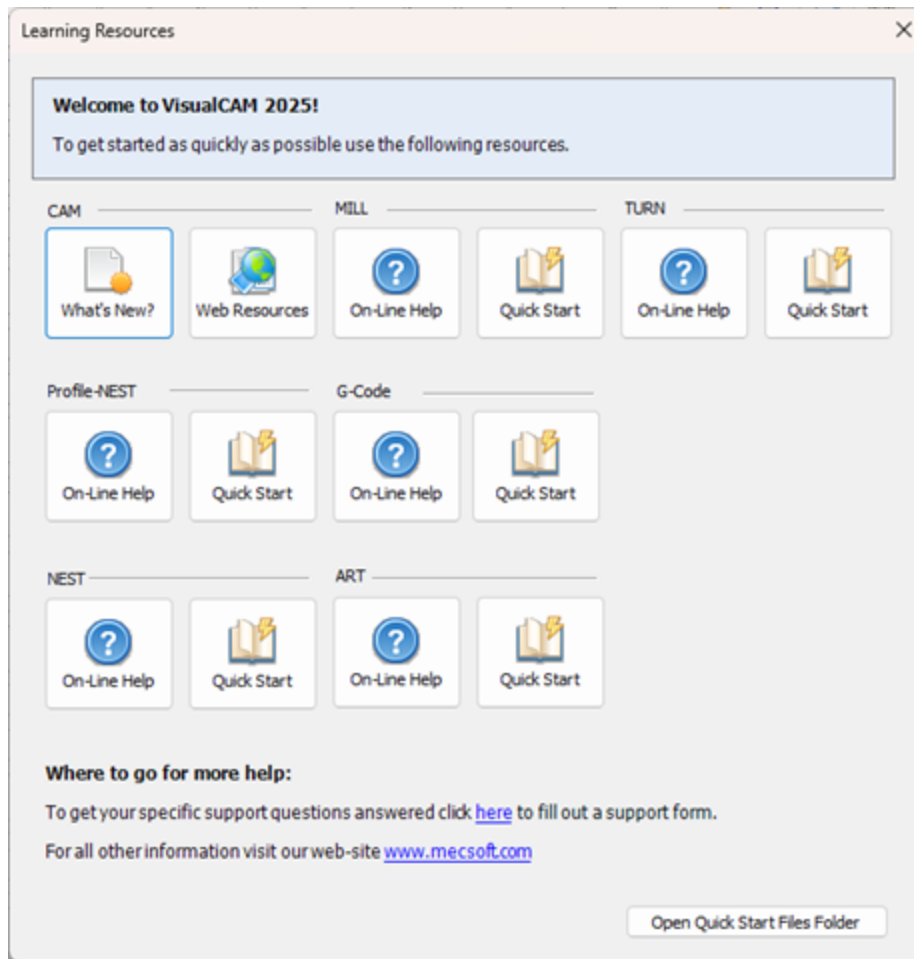 Learning Resources
Welcome to VisualCAM 2025!
To get started as quickly as possible use the following resources.
CAM MILL TURN
What's New? Web Resources On-Line Help Quick Start On-Line Help Quick Start
Profile-NEST G-Code
On-Line Help Quick Start On-Line Help Quick Start
NEST ART
On-Line Help Quick Start On-Line Help Quick Start
Where to go for more help:
To get your specific support questions answered click here to fill out a support form.
For all other information visit our web-site www.mecsoft.com
Open Quick Start Files Folder